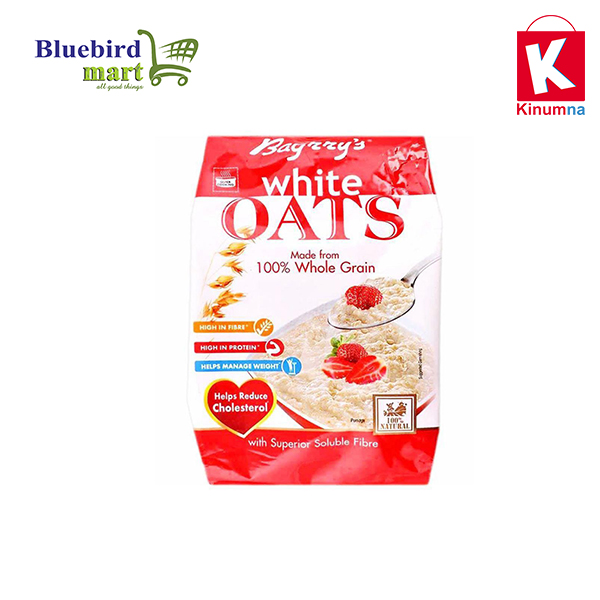 Bluebird
mart
all good things
K
Kinumna
Bagrry's
white
OATS
Made from
100% Whole Grain
HIGH IN FIBRE*
HIGH IN PROTEIN*
HELPS MANAGE WEIGHT*
Helps Reduce
Cholesterol
100%
NATURAL
with Superior Soluble Fibre